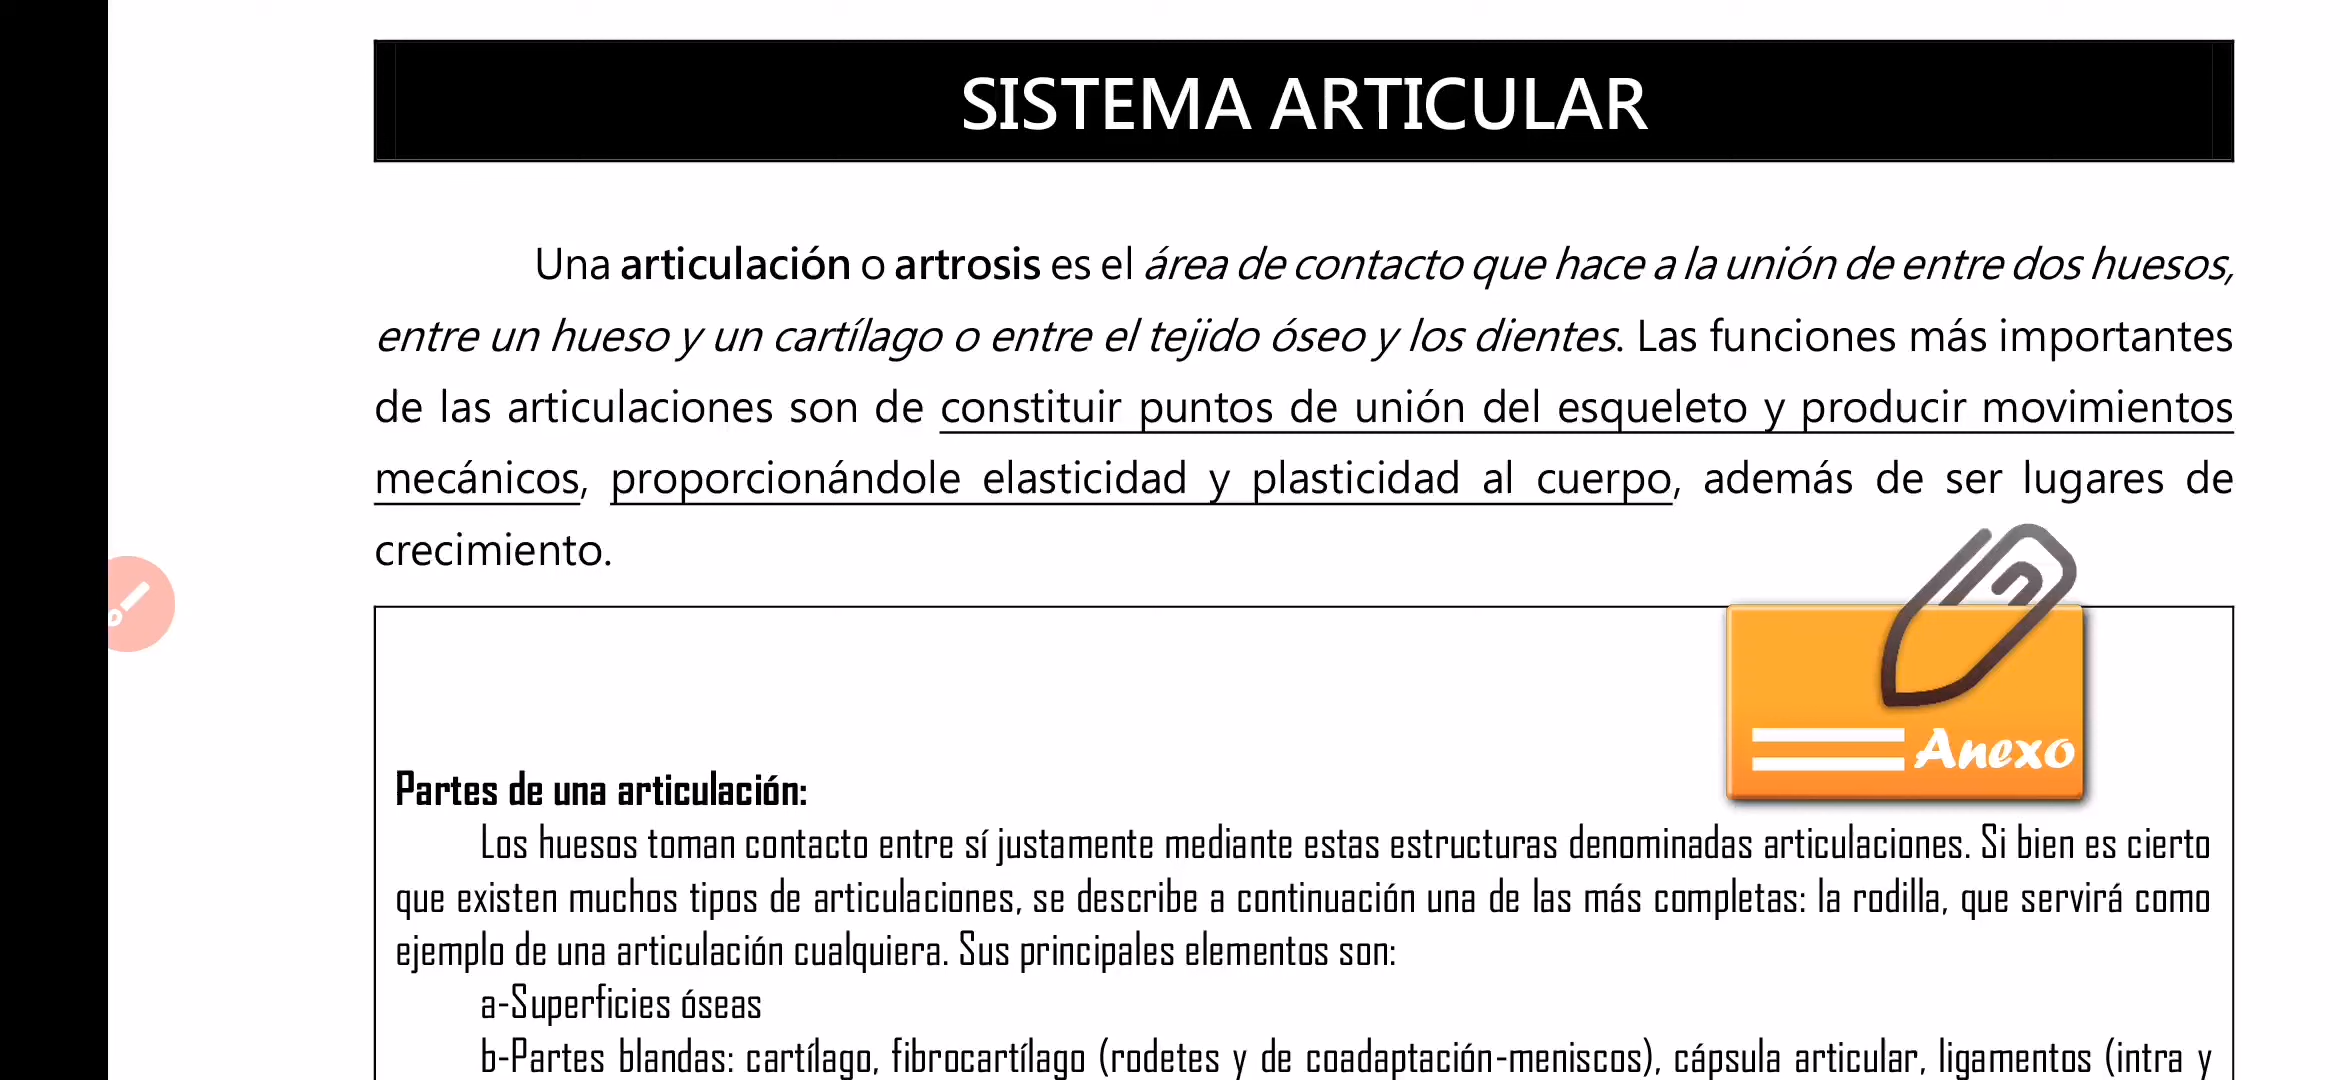 SISTEMA ARTICULAR
Una articulación o artrosis es el área de contacto que hace a la unión de entre dos huesos,
entre un hueso y un cartílago o entre el tejido óseo y los dientes. Las funciones más importantes
de las articulaciones son de constituir puntos de unión del esqueleto y producir movimientos
mecánicos, proporcionándole elasticidad y plasticidad al cuerpo, además de ser lugares de
crecimiento.
Anexo
Partes de una articulación:
Los huesos toman contacto entre sí justamente mediante estas estructuras denominadas articulaciones. Si bien es cierto
que existen muchos tipos de articulaciones, se describe a continuación una de las más completas: la rodilla, que servirá como
ejemplo de una articulación cualquiera. Sus principales elementos son:
a-Superficies óseas
b-Partes blandas: cartílago, fibrocartílago (rodetes y de coadaptación-meniscos), cápsula articular, ligamentos (intra y